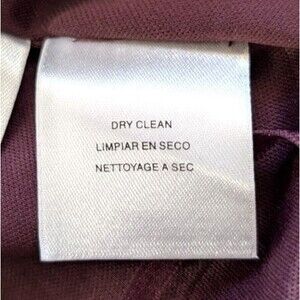 DRY CLEAN
LIMPIAR EN SECO
NETTOYAGE A SEC